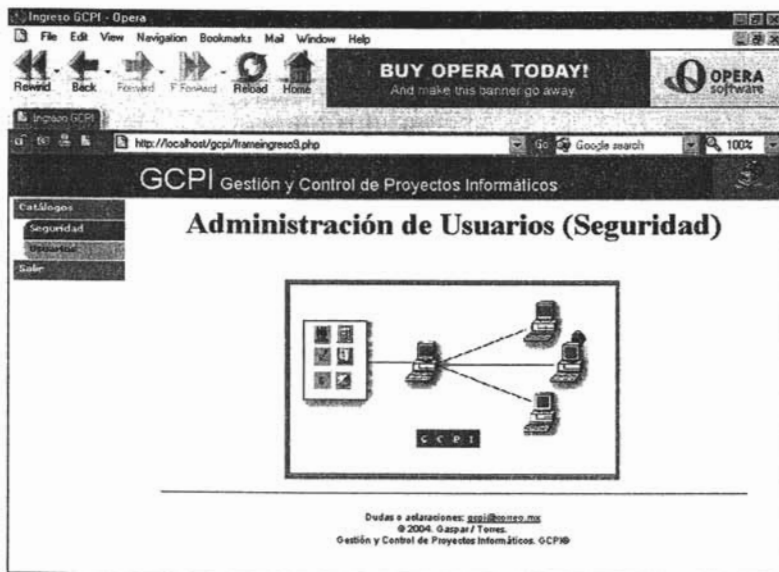 Ingreso GCPI - Opera
File Edit View Navigation Bookmarks Mail Window Help
Rewind Back Forward F.Forward Reload Home
BUY OPERA TODAY!
And make this banner go away.
OPERA
software
Ingreso GCPI
http://localhost/gcpi/frameingreso9.php Go Google search 100%
GCPI Gestión y Control de Proyectos Informáticos
Catálogos
Seguridad
Usuarios
Salir
Administración de Usuarios (Seguridad)
G C P I
Dudas o aclaraciones: gcpi@correo.mx
© 2004. Gaspar / Torres.
Gestión y Control de Proyectos Informáticos. GCPI®